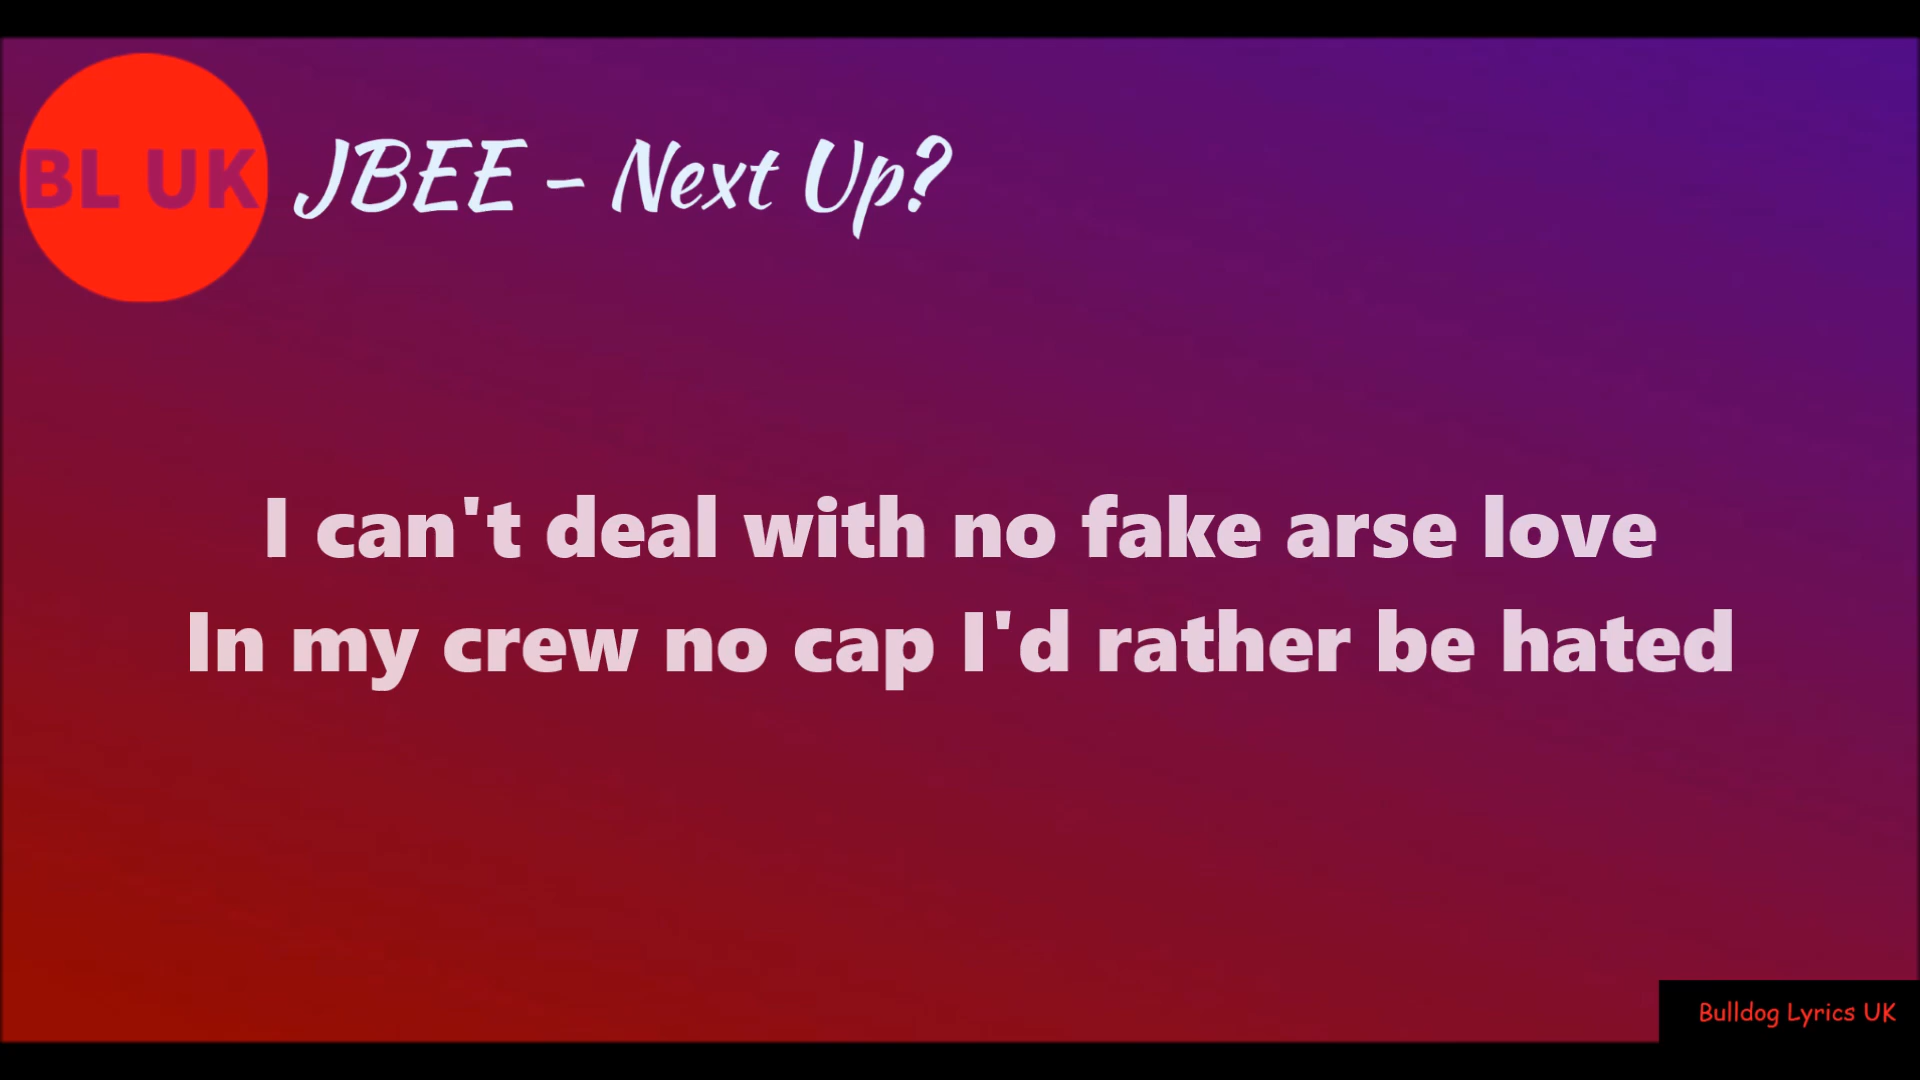 BL UK
JBEE - Next Up?
I can't deal with no fake arse love
In my crew no cap I'd rather be hated
Bulldog Lyrics UK